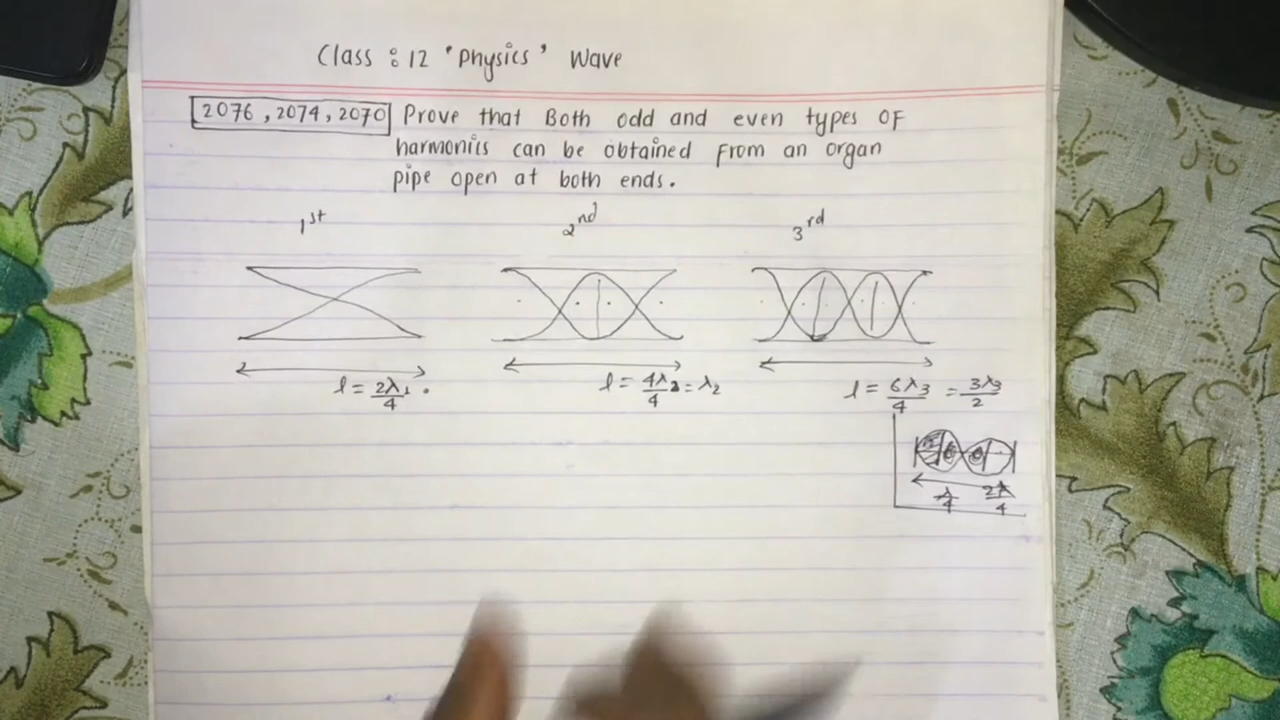 Class : 12 'Physics' Wave
2076, 2074, 2070 Prove that Both odd and even types of
harmonics can be obtained from an organ
pipe open at both ends.
1st 2nd 3rd
l = 2λ1/4 . l = 4λ2/4 = λ2 l = 6λ3/4 = 3λ3/2
λ/4 2λ/4